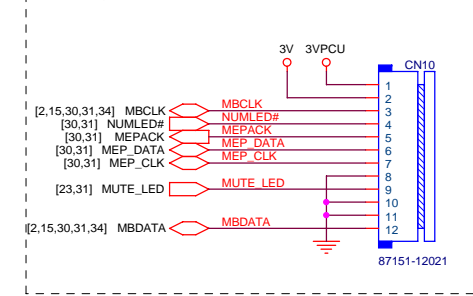 3V 3VPCU
CN10
1
2
[2,15,30,31,34] MBCLK MBCLK 3
[30,31] NUMLED# NUMLED# 4
[30,31] MEPACK MEPACK 5
[30,31] MEP_DATA MEP_DATA 6
[30,31] MEP_CLK MEP_CLK 7
8
[23,31] MUTE_LED MUTE_LED 9
10
11
[2,15,30,31,34] MBDATA MBDATA 12
87151-12021